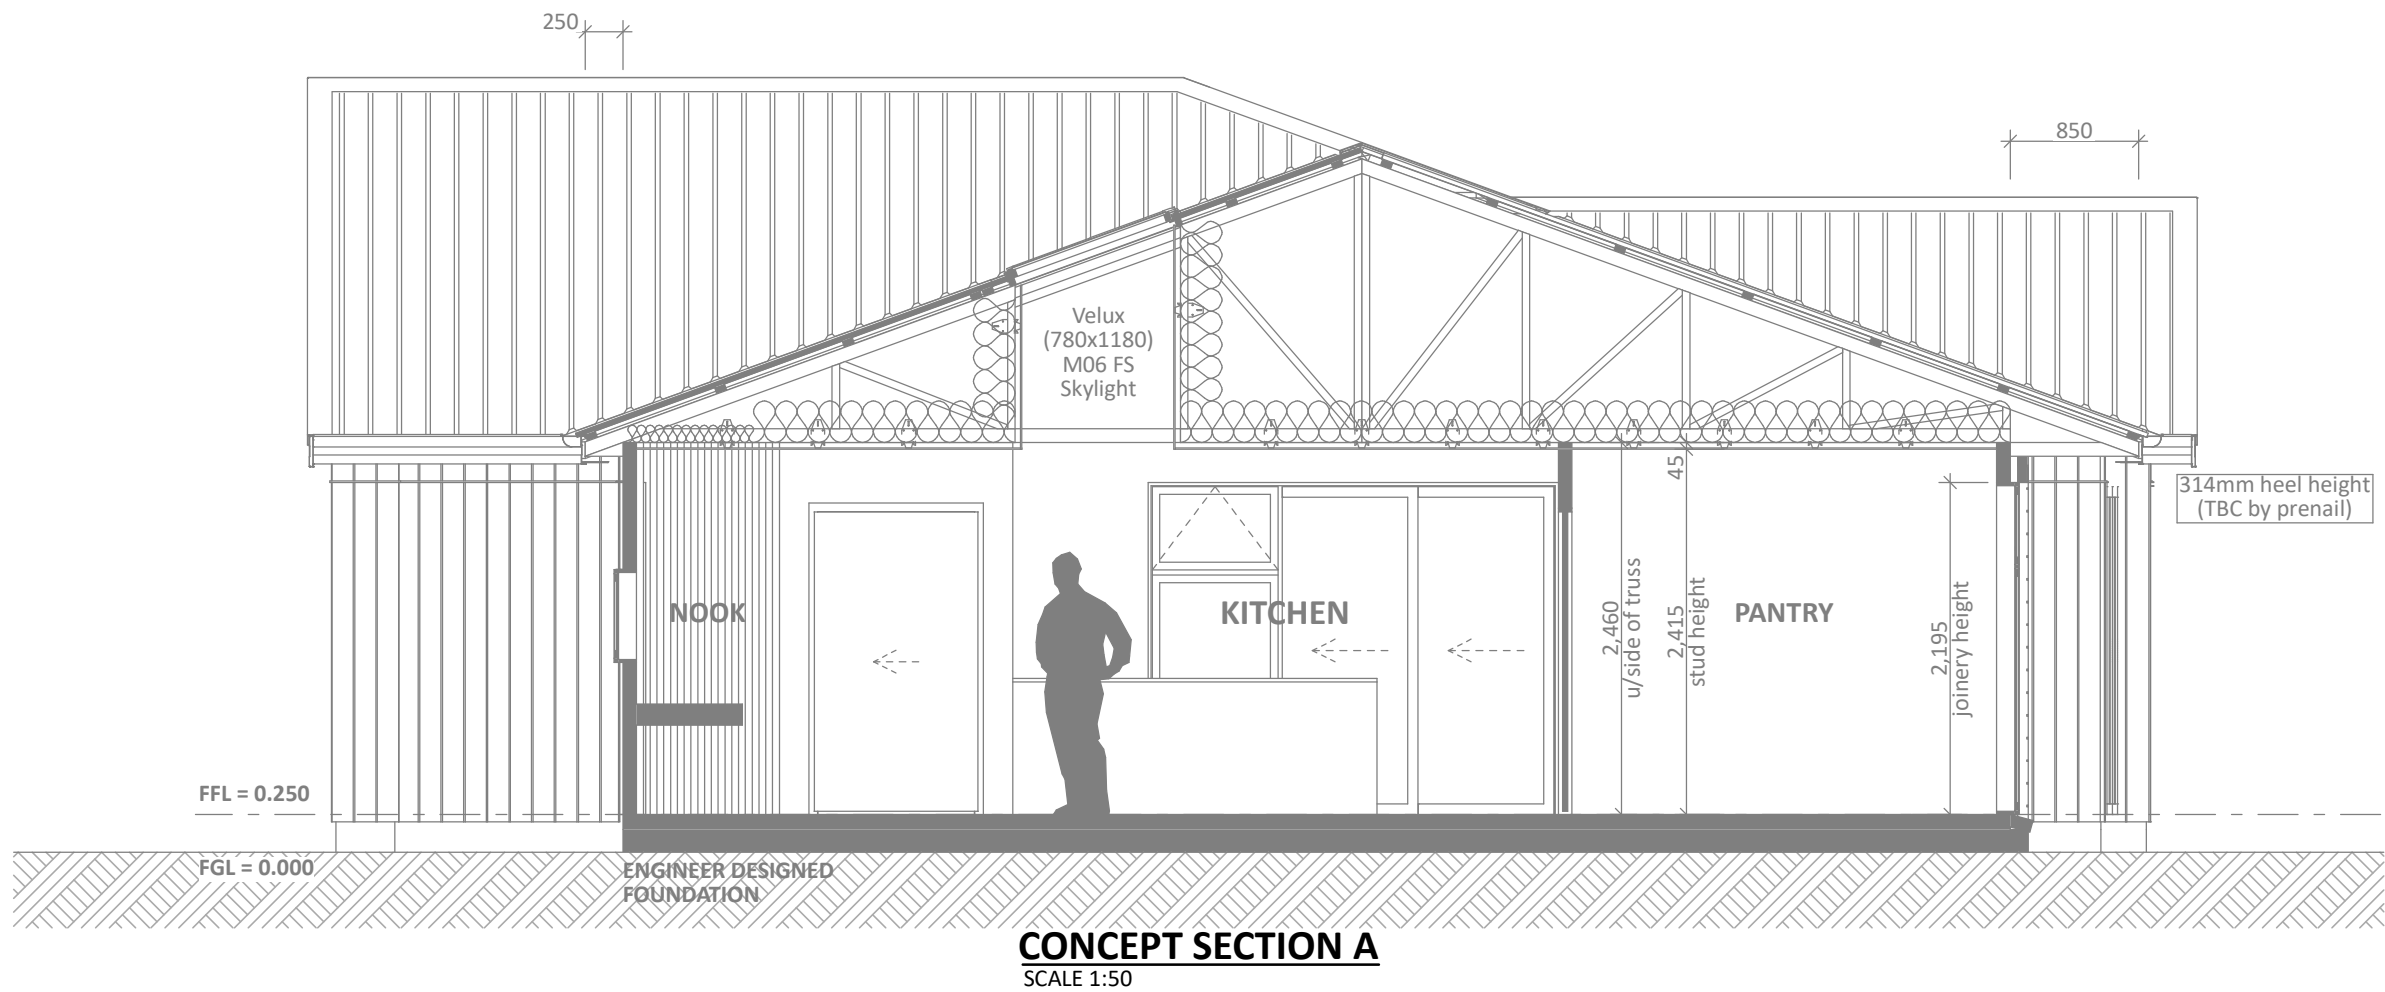 250
850
Velux
(780x1180)
M06 FS
Skylight
45
314mm heel height
(TBC by prenail)
NOOK
KITCHEN
2,460
u/side of truss
2,415
stud height
PANTRY
2,195
joinery height
FFL = 0.250
FGL = 0.000
ENGINEER DESIGNED
FOUNDATION
CONCEPT SECTION A
SCALE 1:50